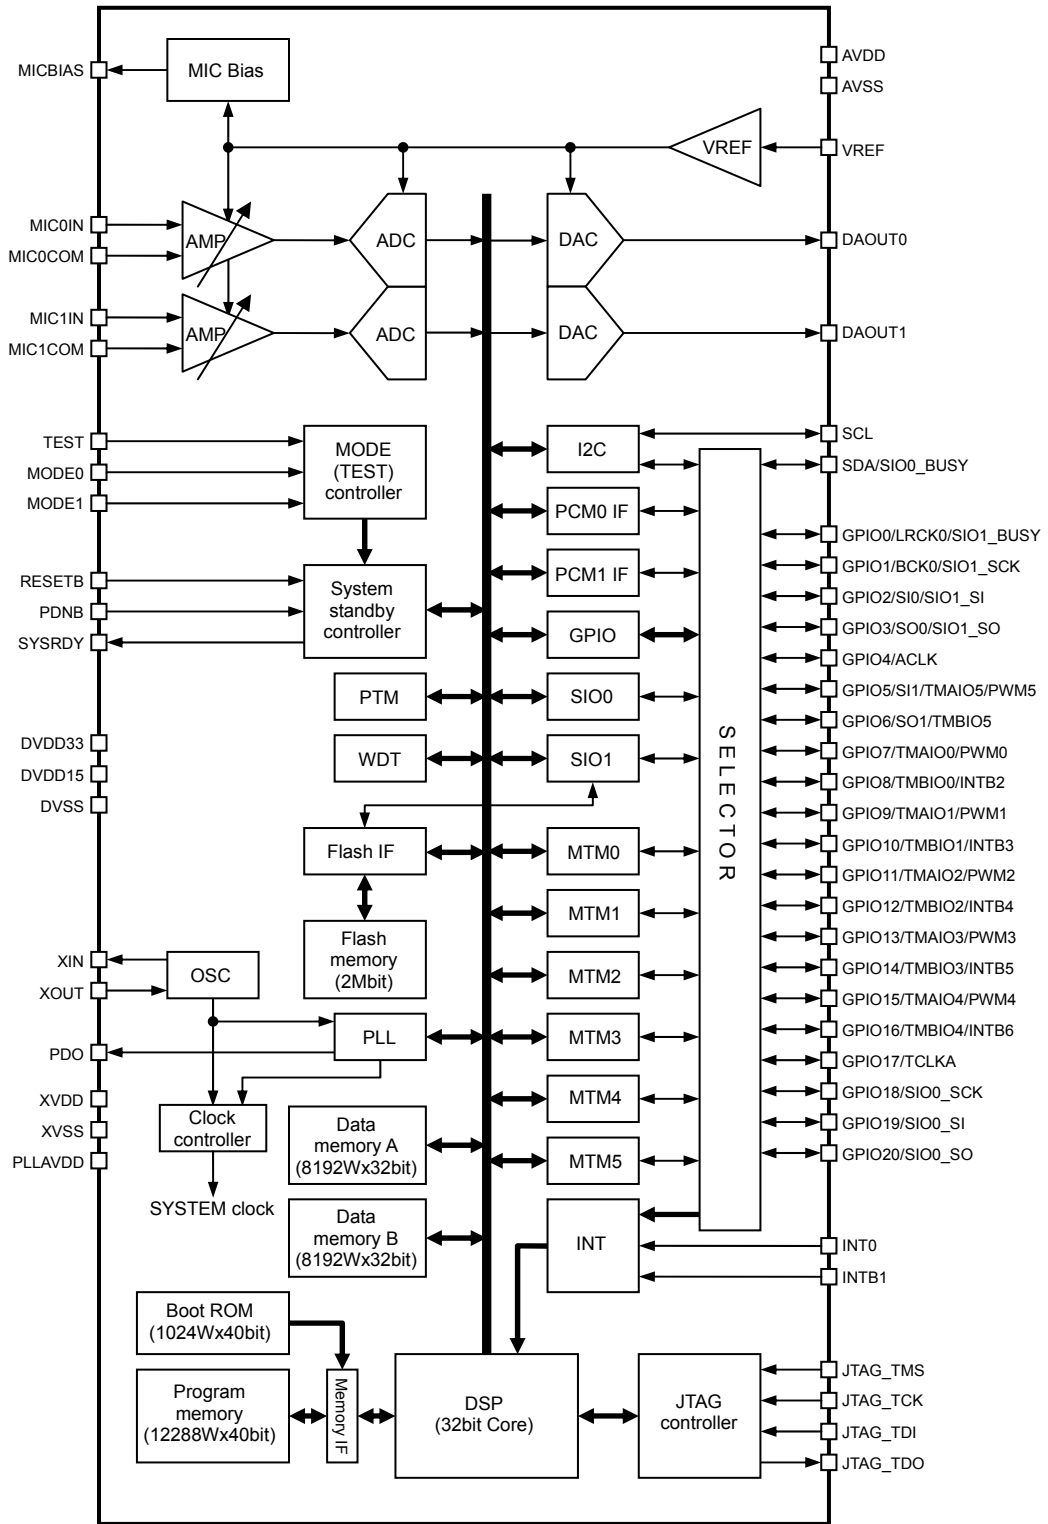 MICBIAS
MIC Bias
AVDD
AVSS
VREF
VREF
MIC0IN
MIC0COM
AMP
ADC
DAC
DAOUT0
MIC1IN
MIC1COM
AMP
ADC
DAC
DAOUT1
TEST
MODE0
MODE1
MODE
(TEST)
controller
I2C
SCL
SDA/SIO0_BUSY
PCM0 IF
PCM1 IF
RESETB
PDNB
SYSRDY
System
standby
controller
GPIO
PTM
SIO0
DVDD33
DVDD15
DVSS
WDT
SIO1
SELECTOR
GPIO0/LRCK0/SIO1_BUSY
GPIO1/BCK0/SIO1_SCK
GPIO2/SI0/SIO1_SI
GPIO3/SO0/SIO1_SO
GPIO4/ACLK
GPIO5/SI1/TMAIO5/PWM5
GPIO6/SO1/TMBIO5
GPIO7/TMAIO0/PWM0
GPIO8/TMBIO0/INTB2
GPIO9/TMAIO1/PWM1
GPIO10/TMBIO1/INTB3
GPIO11/TMAIO2/PWM2
GPIO12/TMBIO2/INTB4
GPIO13/TMAIO3/PWM3
GPIO14/TMBIO3/INTB5
GPIO15/TMAIO4/PWM4
GPIO16/TMBIO4/INTB6
GPIO17/TCLKA
GPIO18/SIO0_SCK
GPIO19/SIO0_SI
GPIO20/SIO0_SO
Flash IF
MTM0
Flash
memory
(2Mbit)
MTM1
MTM2
XIN
XOUT
OSC
PDO
PLL
MTM3
XVDD
XVSS
PLLAVDD
Clock
controller
SYSTEM clock
Data
memory A
(8192Wx32bit)
MTM4
MTM5
Data
memory B
(8192Wx32bit)
INT
INT0
INTB1
Boot ROM
(1024Wx40bit)
Program
memory
(12288Wx40bit)
Memory IF
DSP
(32bit Core)
JTAG
controller
JTAG_TMS
JTAG_TCK
JTAG_TDI
JTAG_TDO